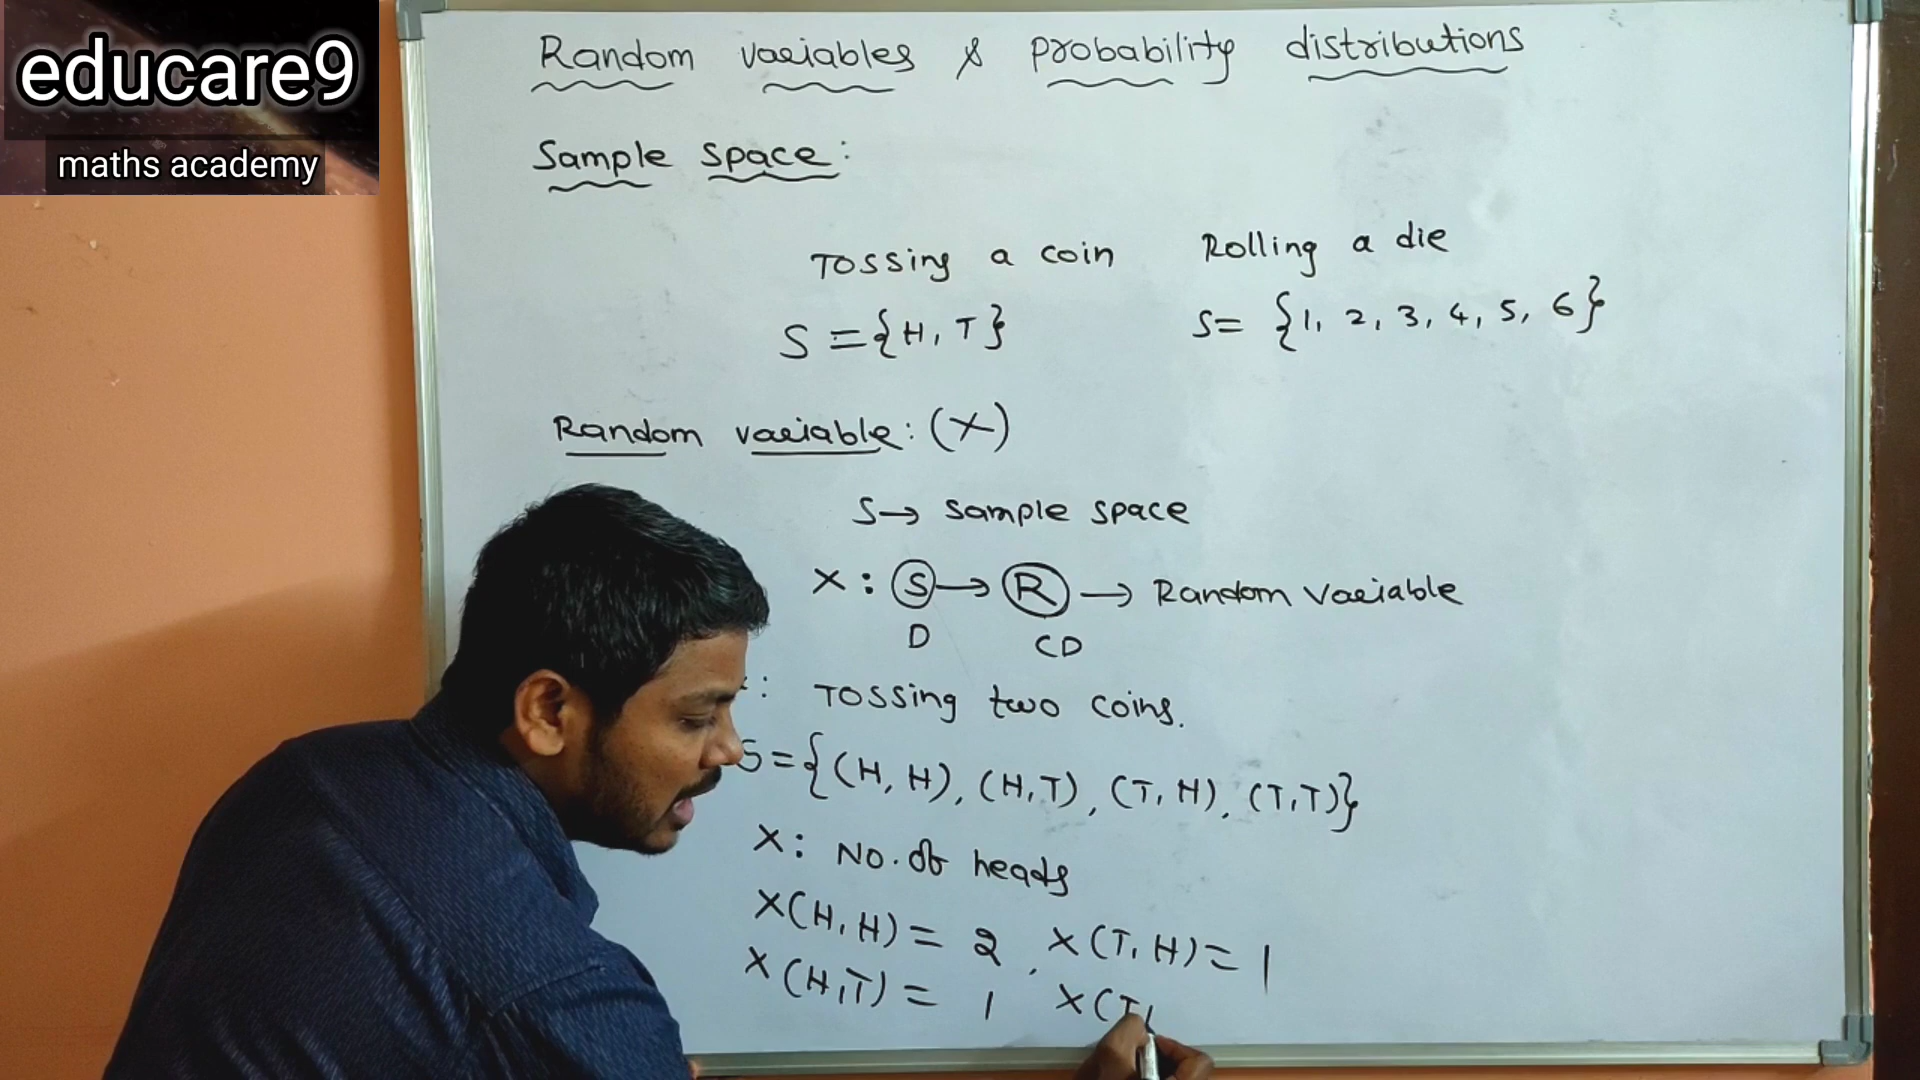 educare9
maths academy
Random variables & probability distributions
Sample space:
Tossing a coin Rolling a die
S = {H, T} S= {1, 2, 3, 4, 5, 6}
Random variable: (X)
S→ Sample space
X : S → R → Random Variable
D CD
: Tossing two coins.
S={(H, H), (H,T), (T, H), (T,T)}
X: No. of heads
X(H, H) = 2, X(T, H) = 1
X(H,T) = 1 X(T,